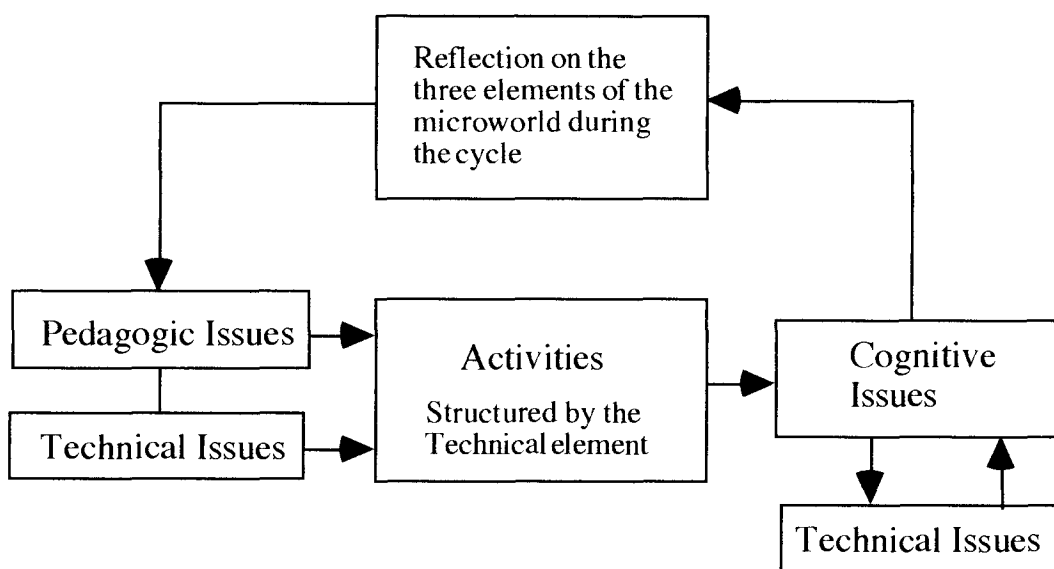 Reflection on the
three elements of the
microworld during
the cycle
Pedagogic Issues
Technical Issues
Activities
Structured by the
Technical element
Cognitive
Issues
Technical Issues